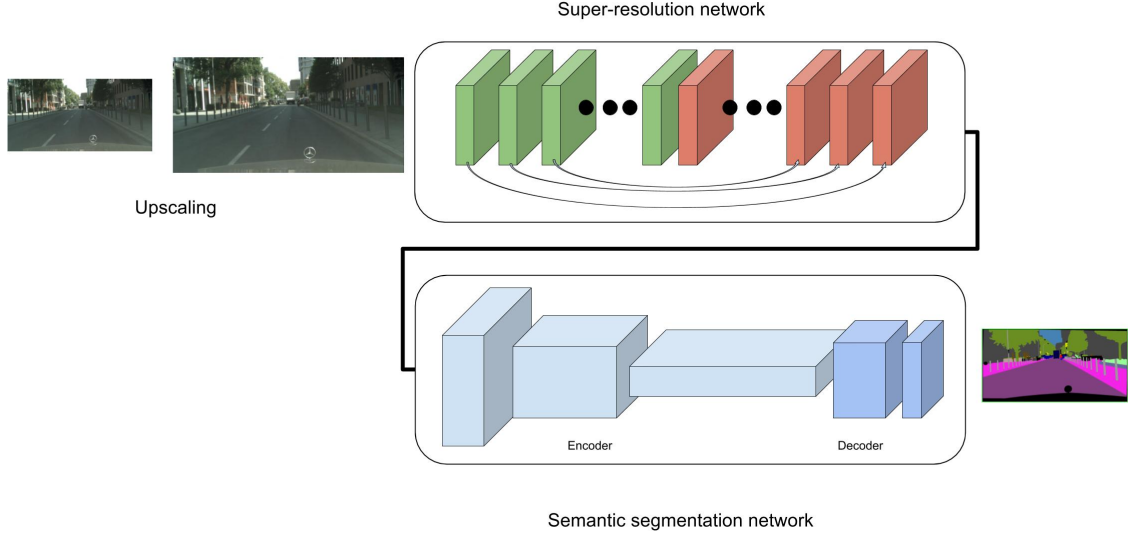 Super-resolution network
Upscaling
Encoder
Decoder
Semantic segmentation network